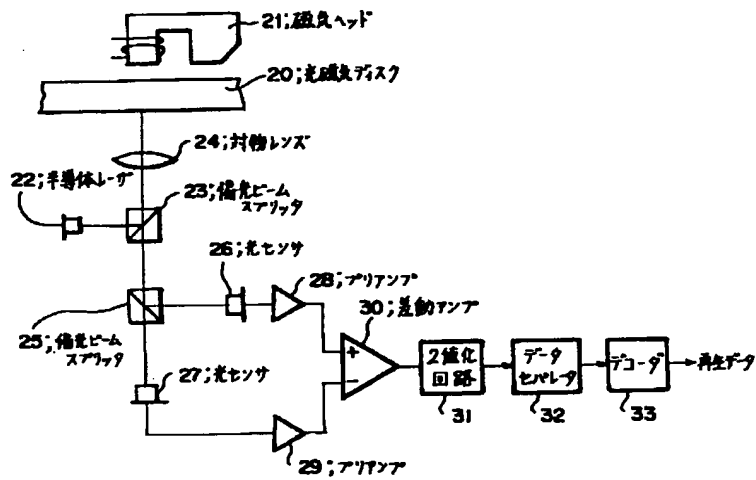 21;磁気ヘッド
20;光磁気ディスク
24;対物レンズ
22;半導体レーザ
23;偏光ビーム
スプリッタ
26;光センサ
28;プリアンプ
30;差動アンプ
25;偏光ビーム
スプリッタ
27;光センサ
+
−
2値化
回路
31
データ
セパレータ
32
デコーダ
33
再生データ
29;プリアンプ